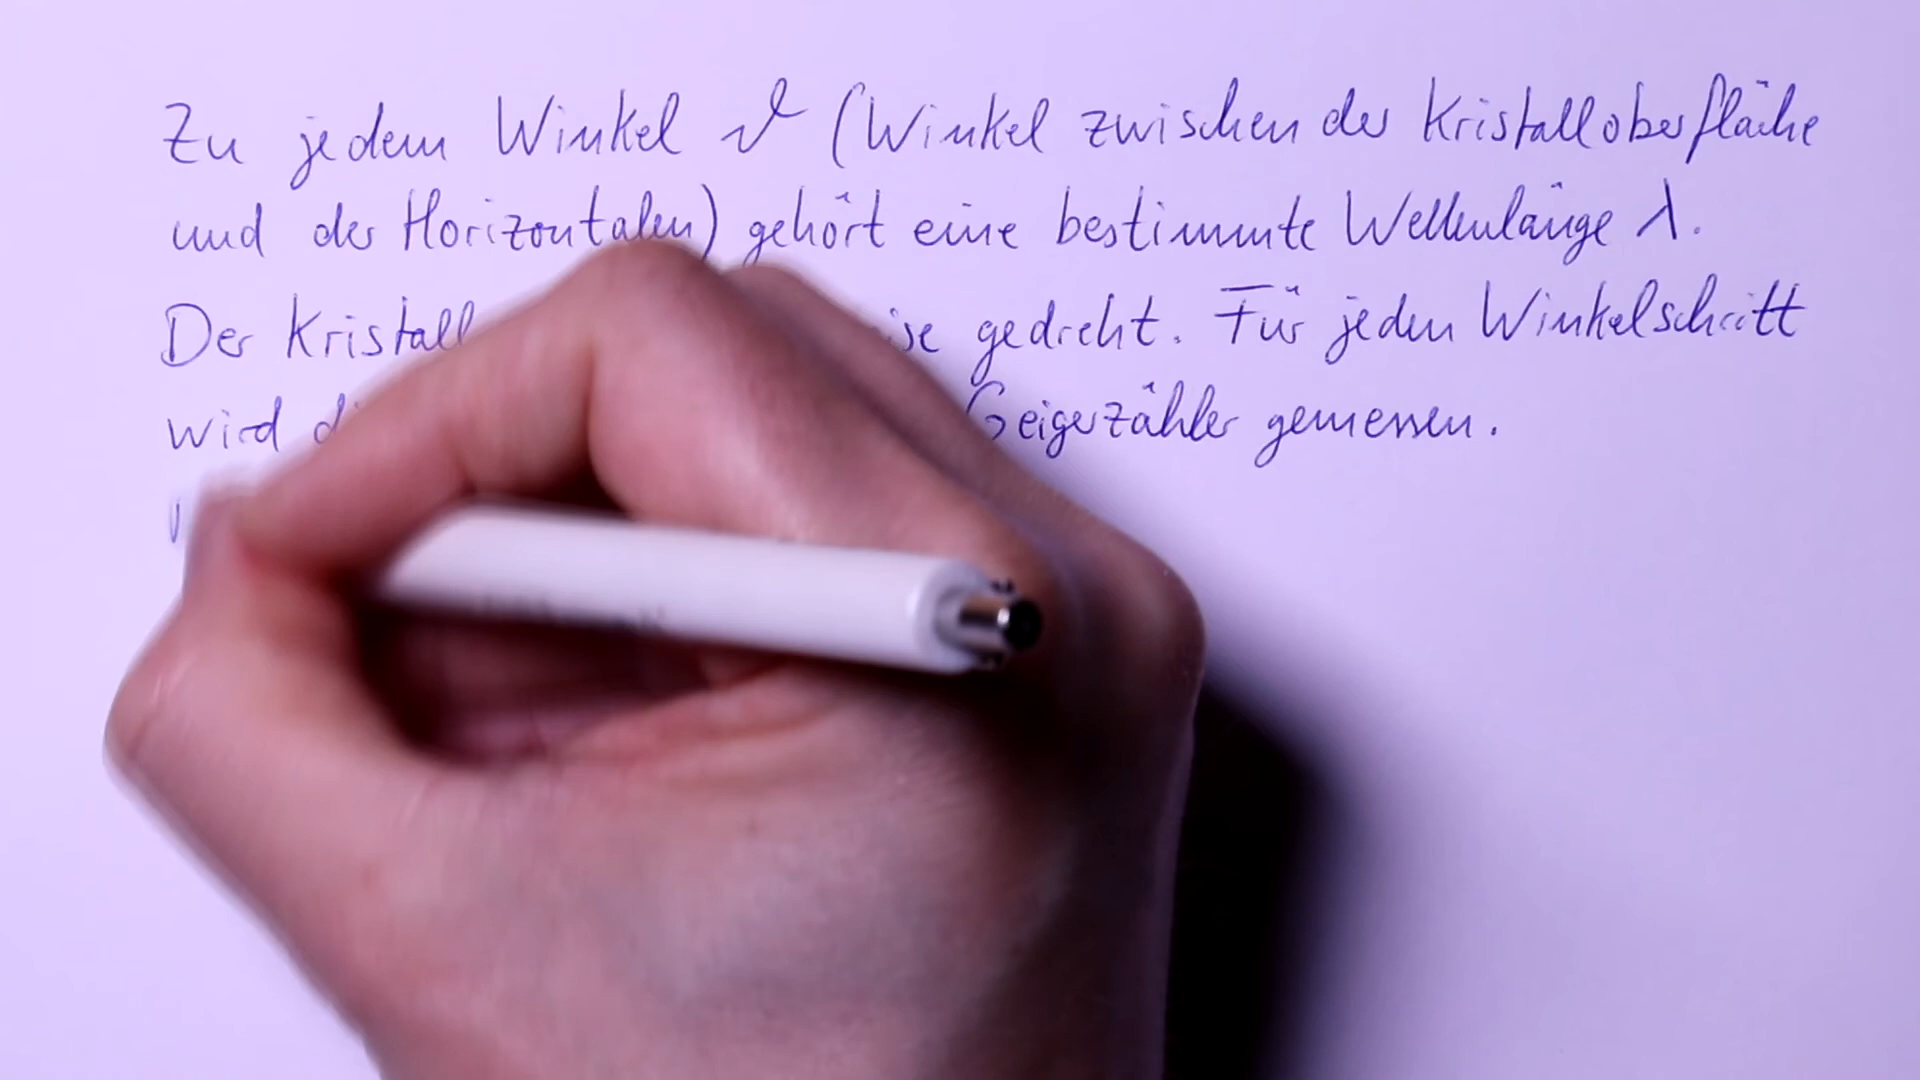 Zu jedem Winkel ϑ (Winkel zwischen der Kristalloberfläche
und der Horizontalen) gehört eine bestimmte Wellenlänge λ.
Der Kristall gedreht. Für jeden Winkelschritt
wird Geigerzähler gemessen.